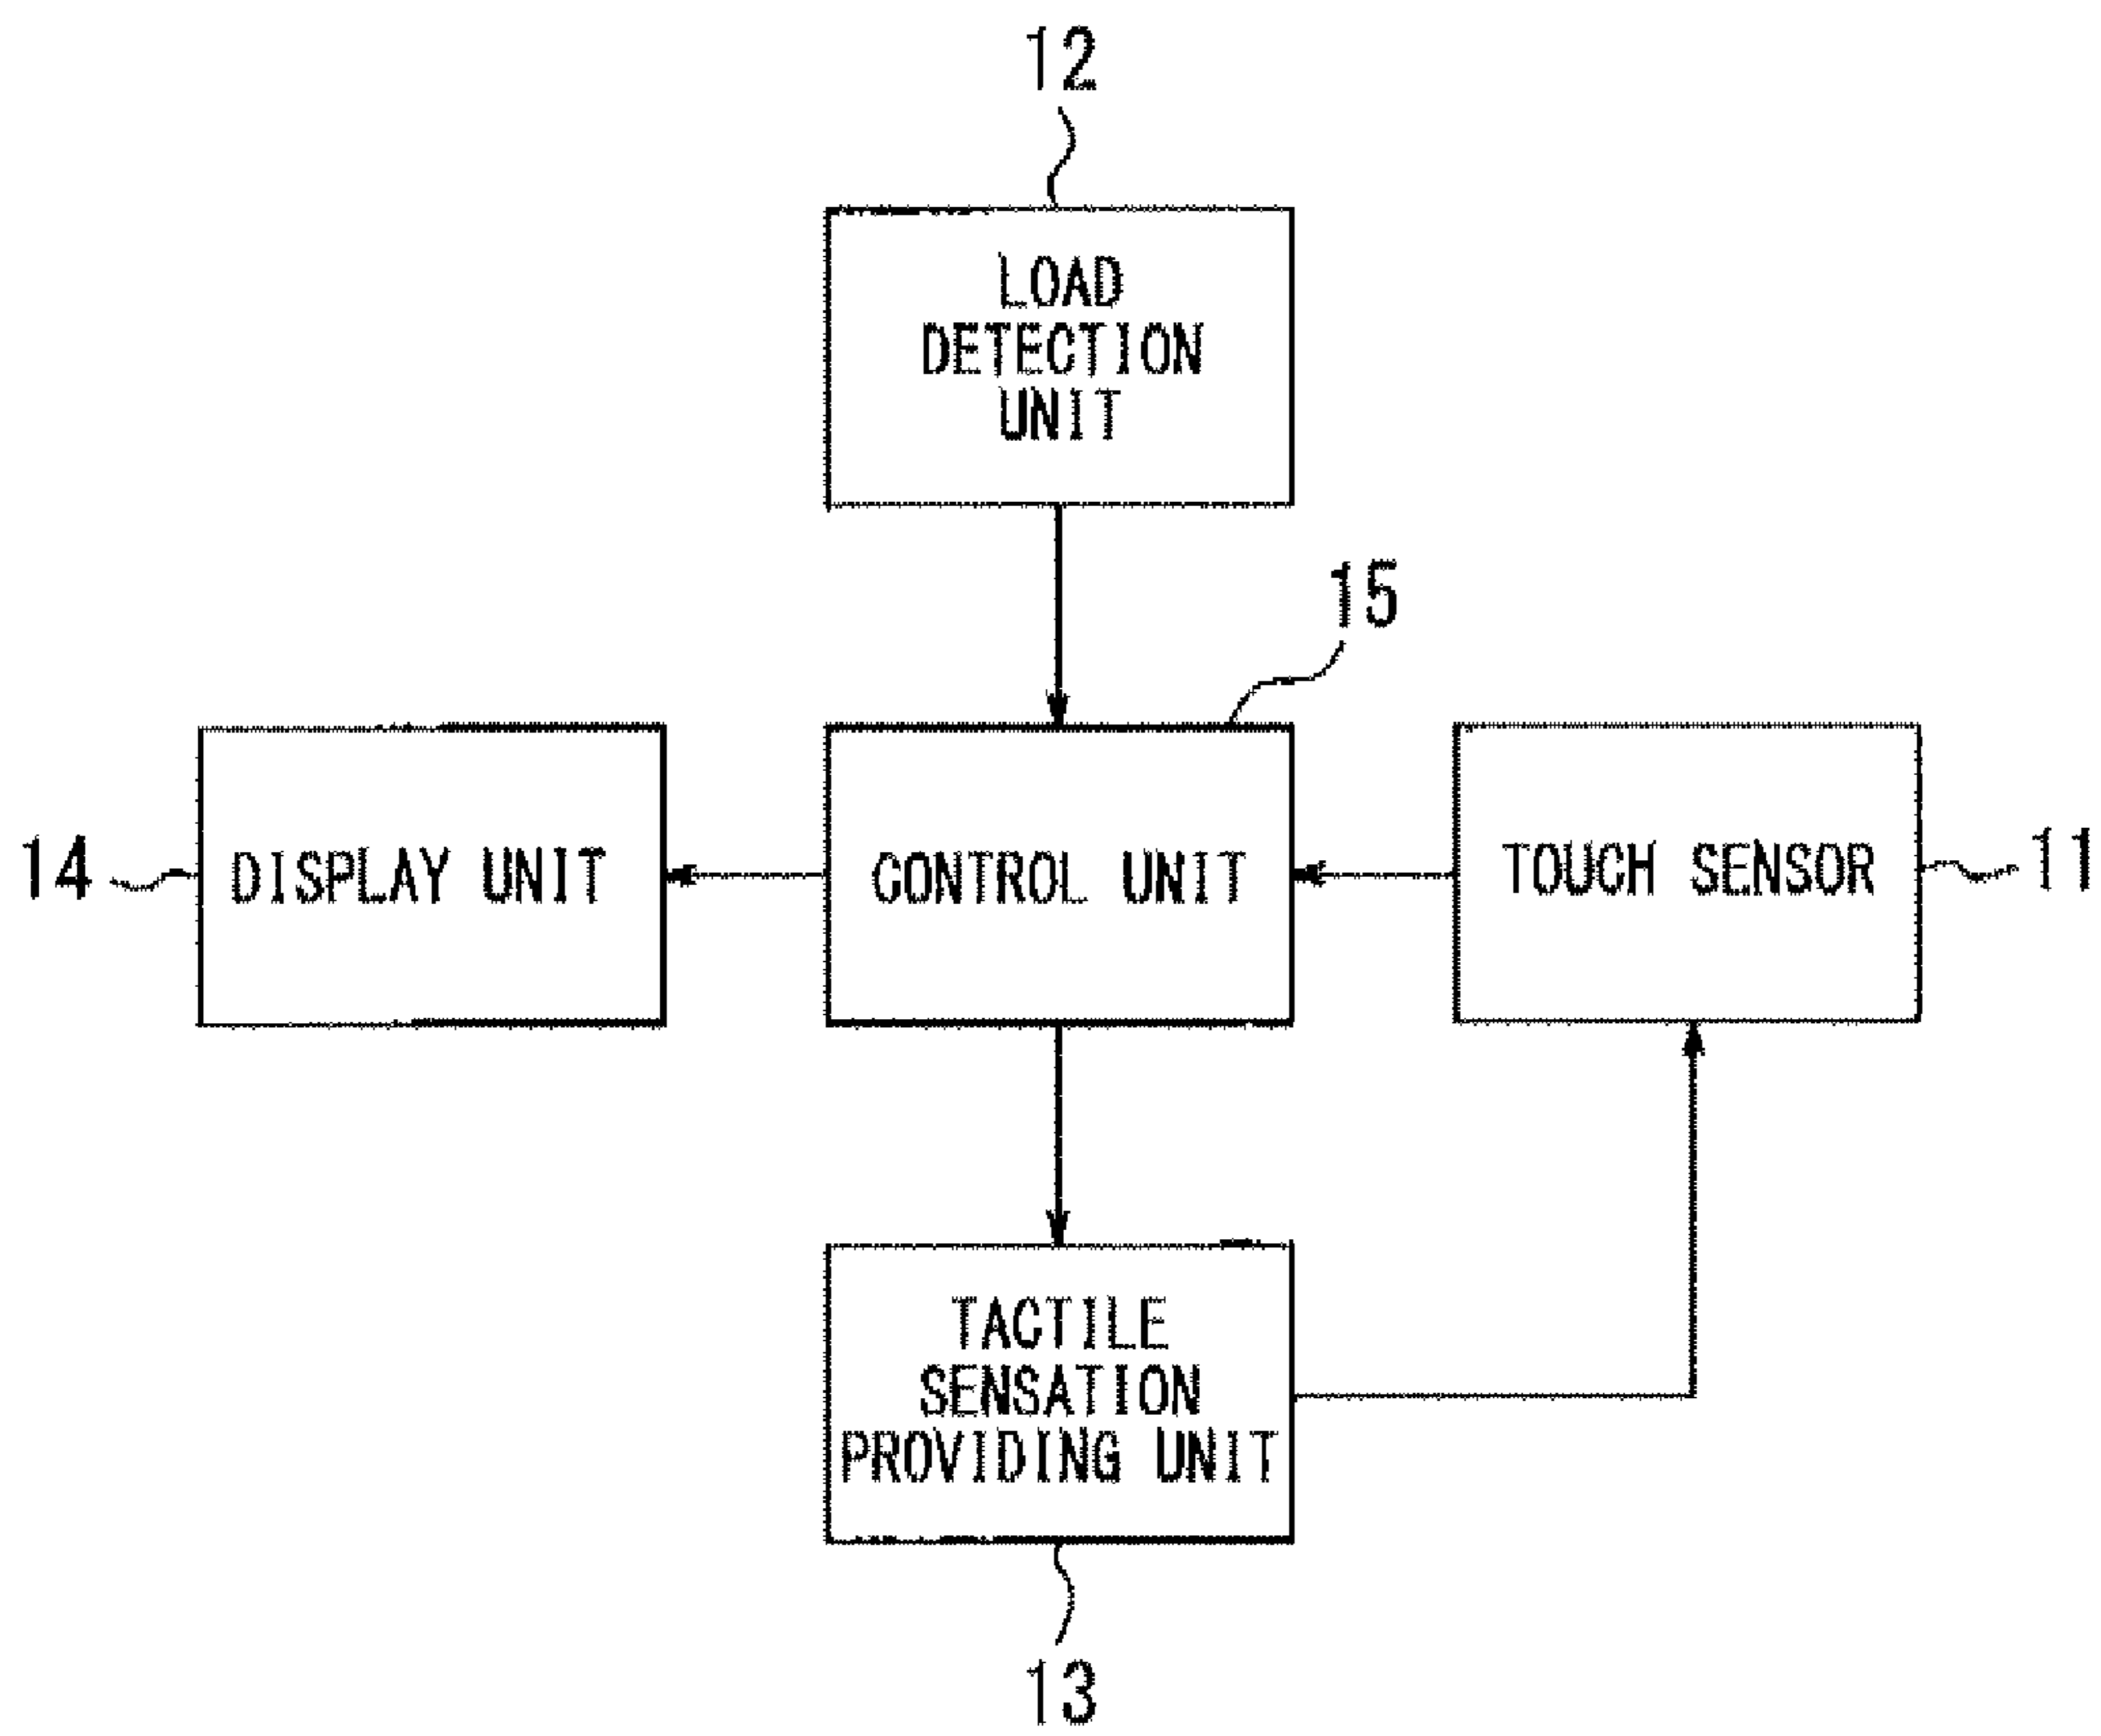 12
LOAD
DETECTION
UNIT
15
14
DISPLAY UNIT
CONTROL UNIT
TOUCH SENSOR
11
TACTILE
SENSATION
PROVIDING UNIT
13